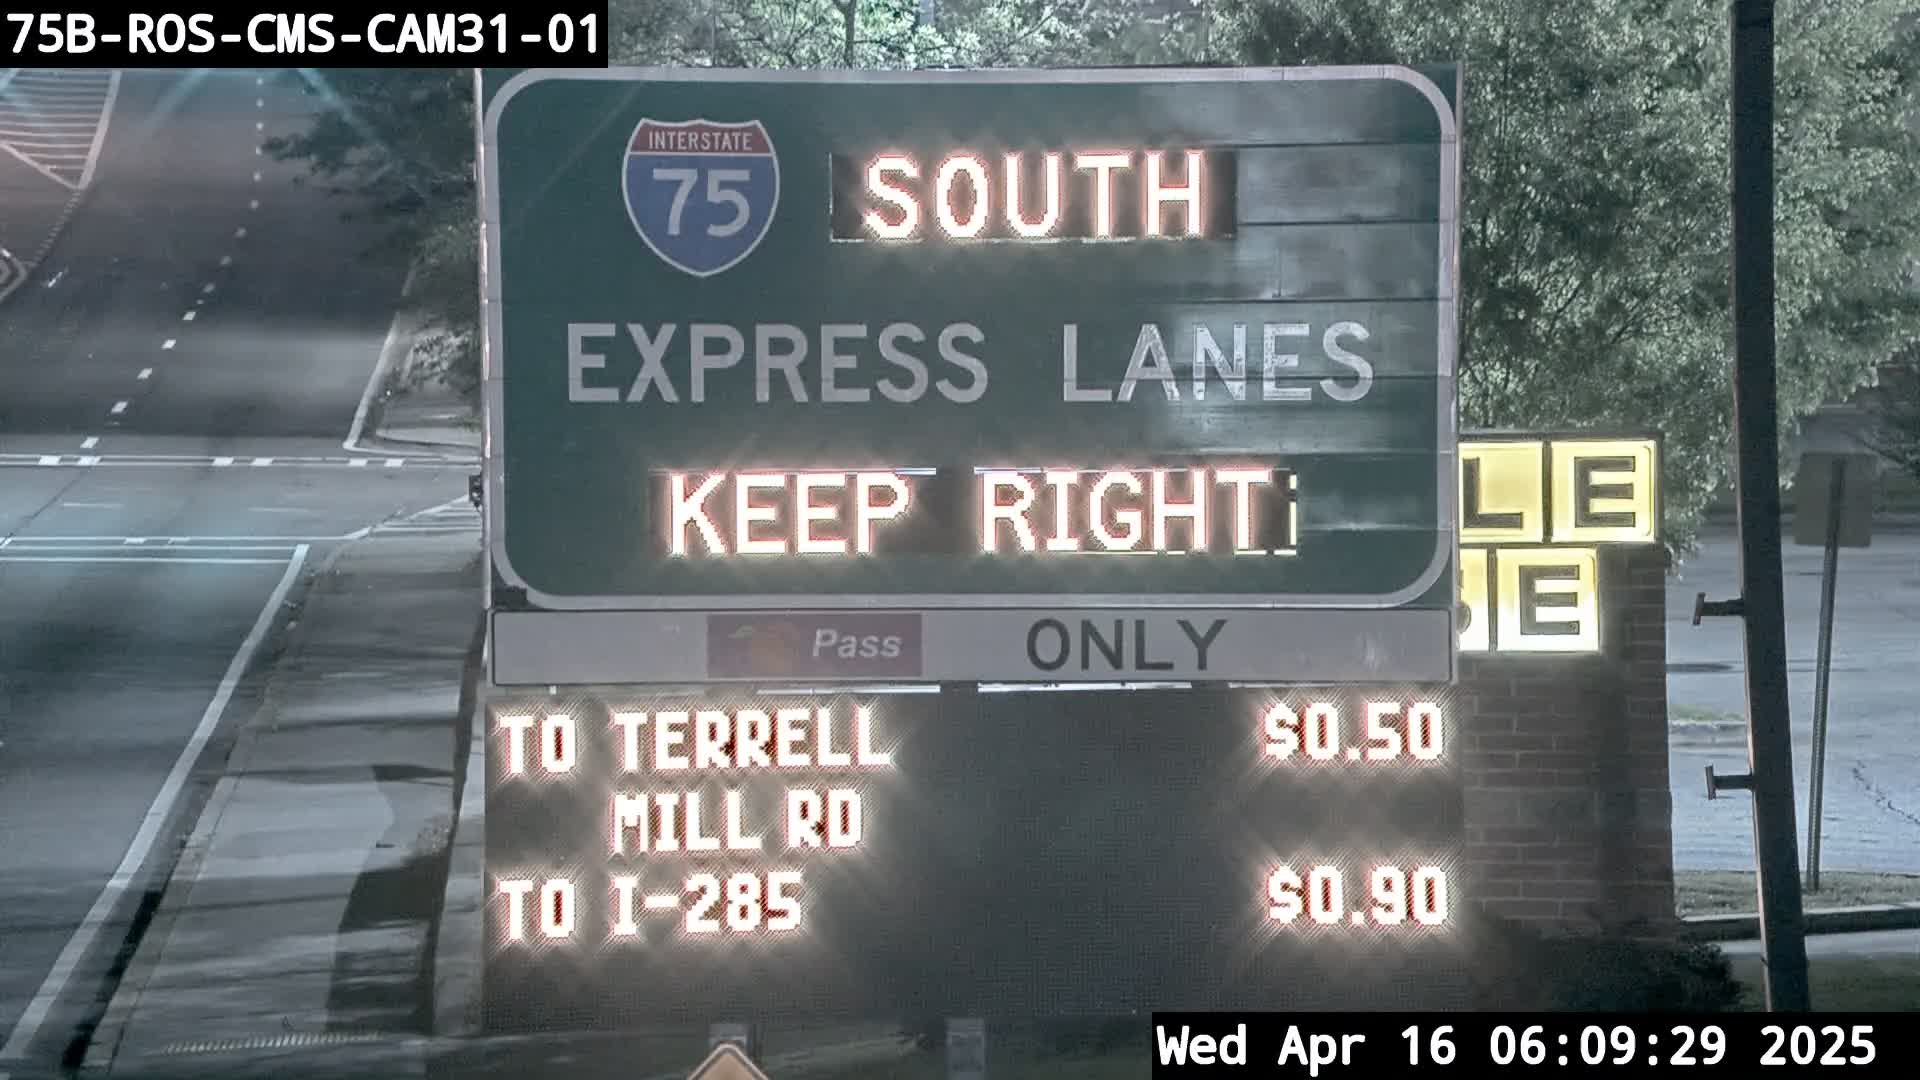 75B-ROS-CMS-CAM31-01
INTERSTATE
75
SOUTH
EXPRESS LANES
KEEP RIGHT
Pass ONLY
TO TERRELL $0.50
MILL RD
TO I-285 $0.90
LE
E
Wed Apr 16 06:09:29 2025